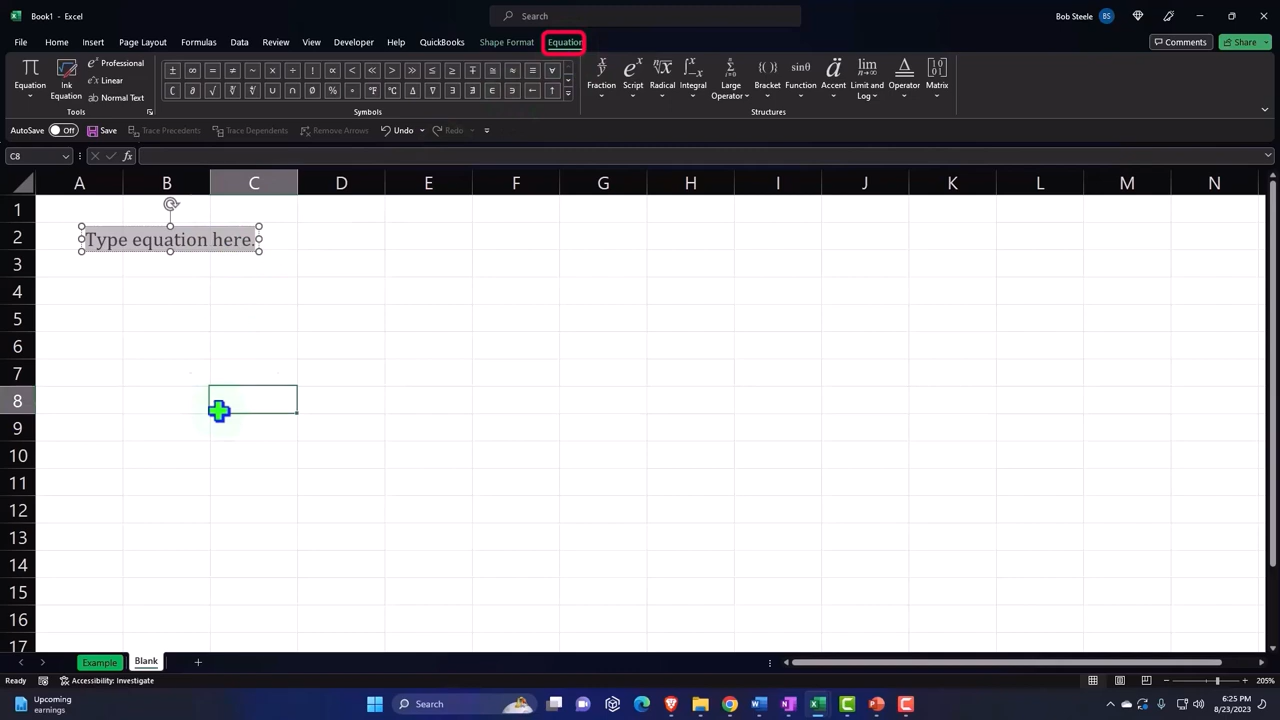 Book1 - Excel
Search
Bob Steele BS
File Home Insert Page Layout Formulas Data Review View Developer Help QuickBooks Shape Format Equation
Comments Share
Equation
Ink Equation
Professional
Linear
Normal Text
Tools
± ∞ = ≠ ~ × ÷ ! ∝ < ≪ > ≫ ≤ ≥ ∓ ≅ ≈ ≡ ∀
∁ ∂ √ ∛ ∜ ∪ ∩ ∅ % ° ℉ ℃ ∆ ∇ ∃ ∄ ∈ ∋ ← ↑
Symbols
Fraction Script Radical Integral Large Operator Bracket Function Accent Limit and Log Operator Matrix
Structures
AutoSave Off Save Trace Precedents Trace Dependents Remove Arrows Undo Redo
C8 fx
A B C D E F G H I J K L M N
1
2 Type equation here.
3
4
5
6
7
8
9
10
11
12
13
14
15
16
17
Example Blank
Ready Accessibility: Investigate 205%
Upcoming earnings
Search
6:25 PM
8/23/2023